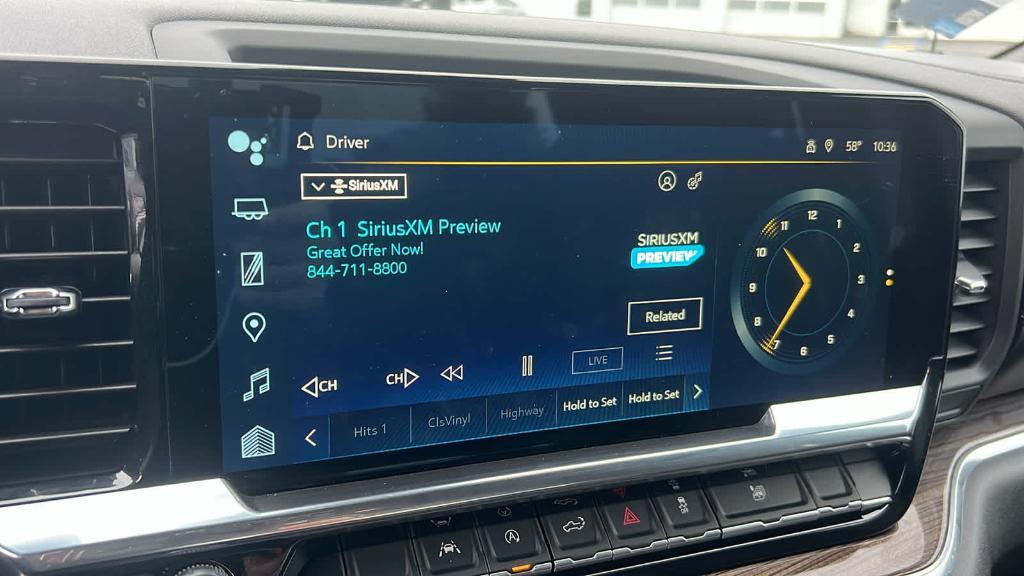 Driver
58° 10:36
SiriusXM
Ch 1 SiriusXM Preview
Great Offer Now!
844-711-8800
SIRIUSXM
PREVIEW
Related
CH CH LIVE
Hits 1 ClsVinyl Highway Hold to Set Hold to Set
12
1
2
3
4
5
6
7
8
9
10
11
A